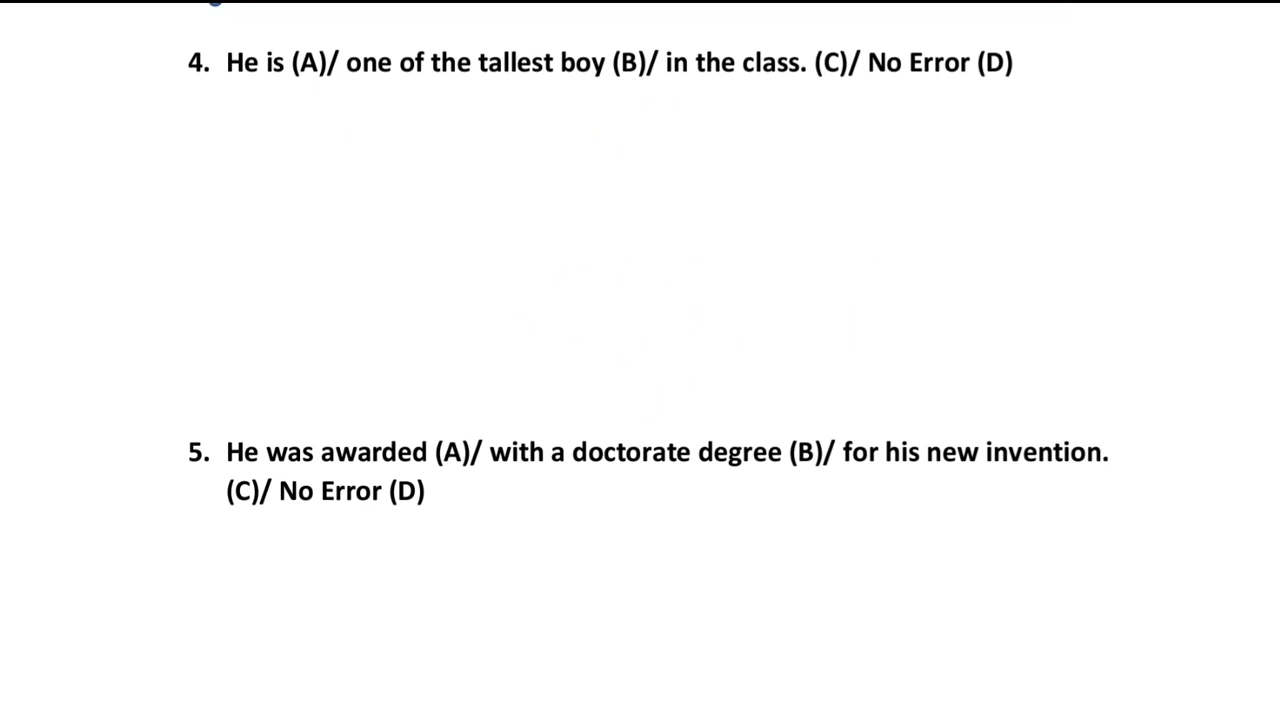 4. He is (A)/ one of the tallest boy (B)/ in the class. (C)/ No Error (D)
5. He was awarded (A)/ with a doctorate degree (B)/ for his new invention.
(C)/ No Error (D)